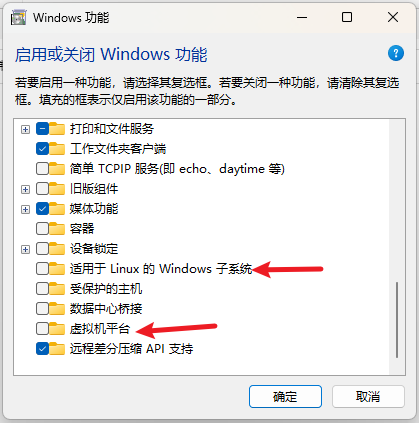 Windows 功能
启用或关闭 Windows 功能
若要启用一种功能，请选择其复选框。若要关闭一种功能，请清除其复选
框。填充的框表示仅启用该功能的一部分。
打印和文件服务
工作文件夹客户端
简单 TCPIP 服务(即 echo、daytime 等)
旧版组件
媒体功能
容器
设备锁定
适用于 Linux 的 Windows 子系统
受保护的主机
数据中心桥接
虚拟机平台
远程差分压缩 API 支持
确定
取消